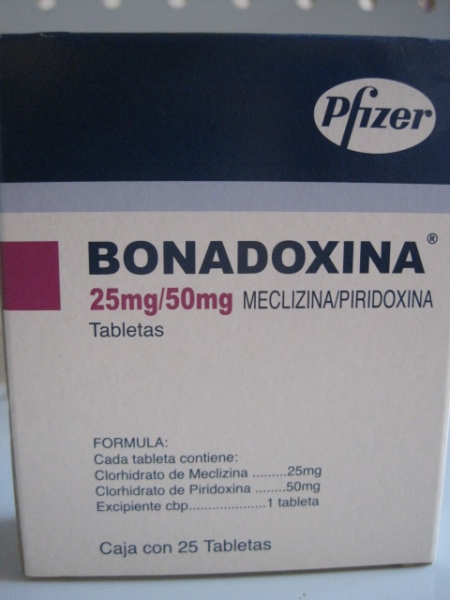 Pfizer
BONADOXINA®
25mg/50mg MECLIZINA/PIRIDOXINA
Tabletas
FORMULA:
Cada tableta contiene:
Clorhidrato de Meclizina .........25mg
Clorhidrato de Piridoxina ........50mg
Excipiente cbp.....................1 tableta
Caja con 25 Tabletas